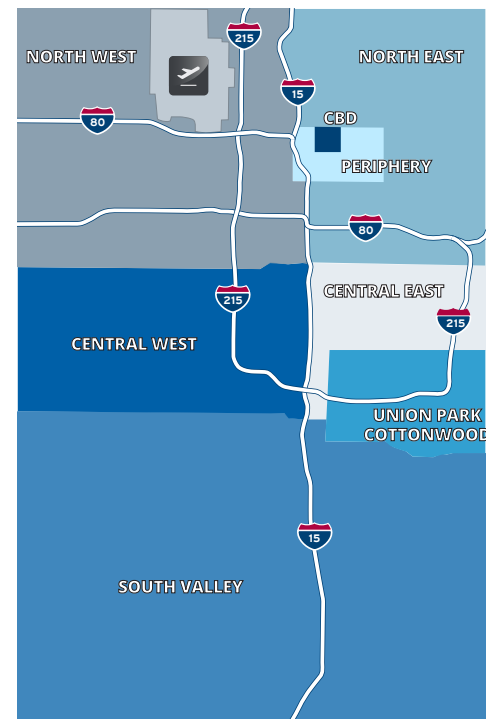 215
NORTH WEST
NORTH EAST
15
80
CBD
PERIPHERY
80
CENTRAL EAST
215
215
CENTRAL WEST
UNION PARK
COTTONWOOD
15
SOUTH VALLEY